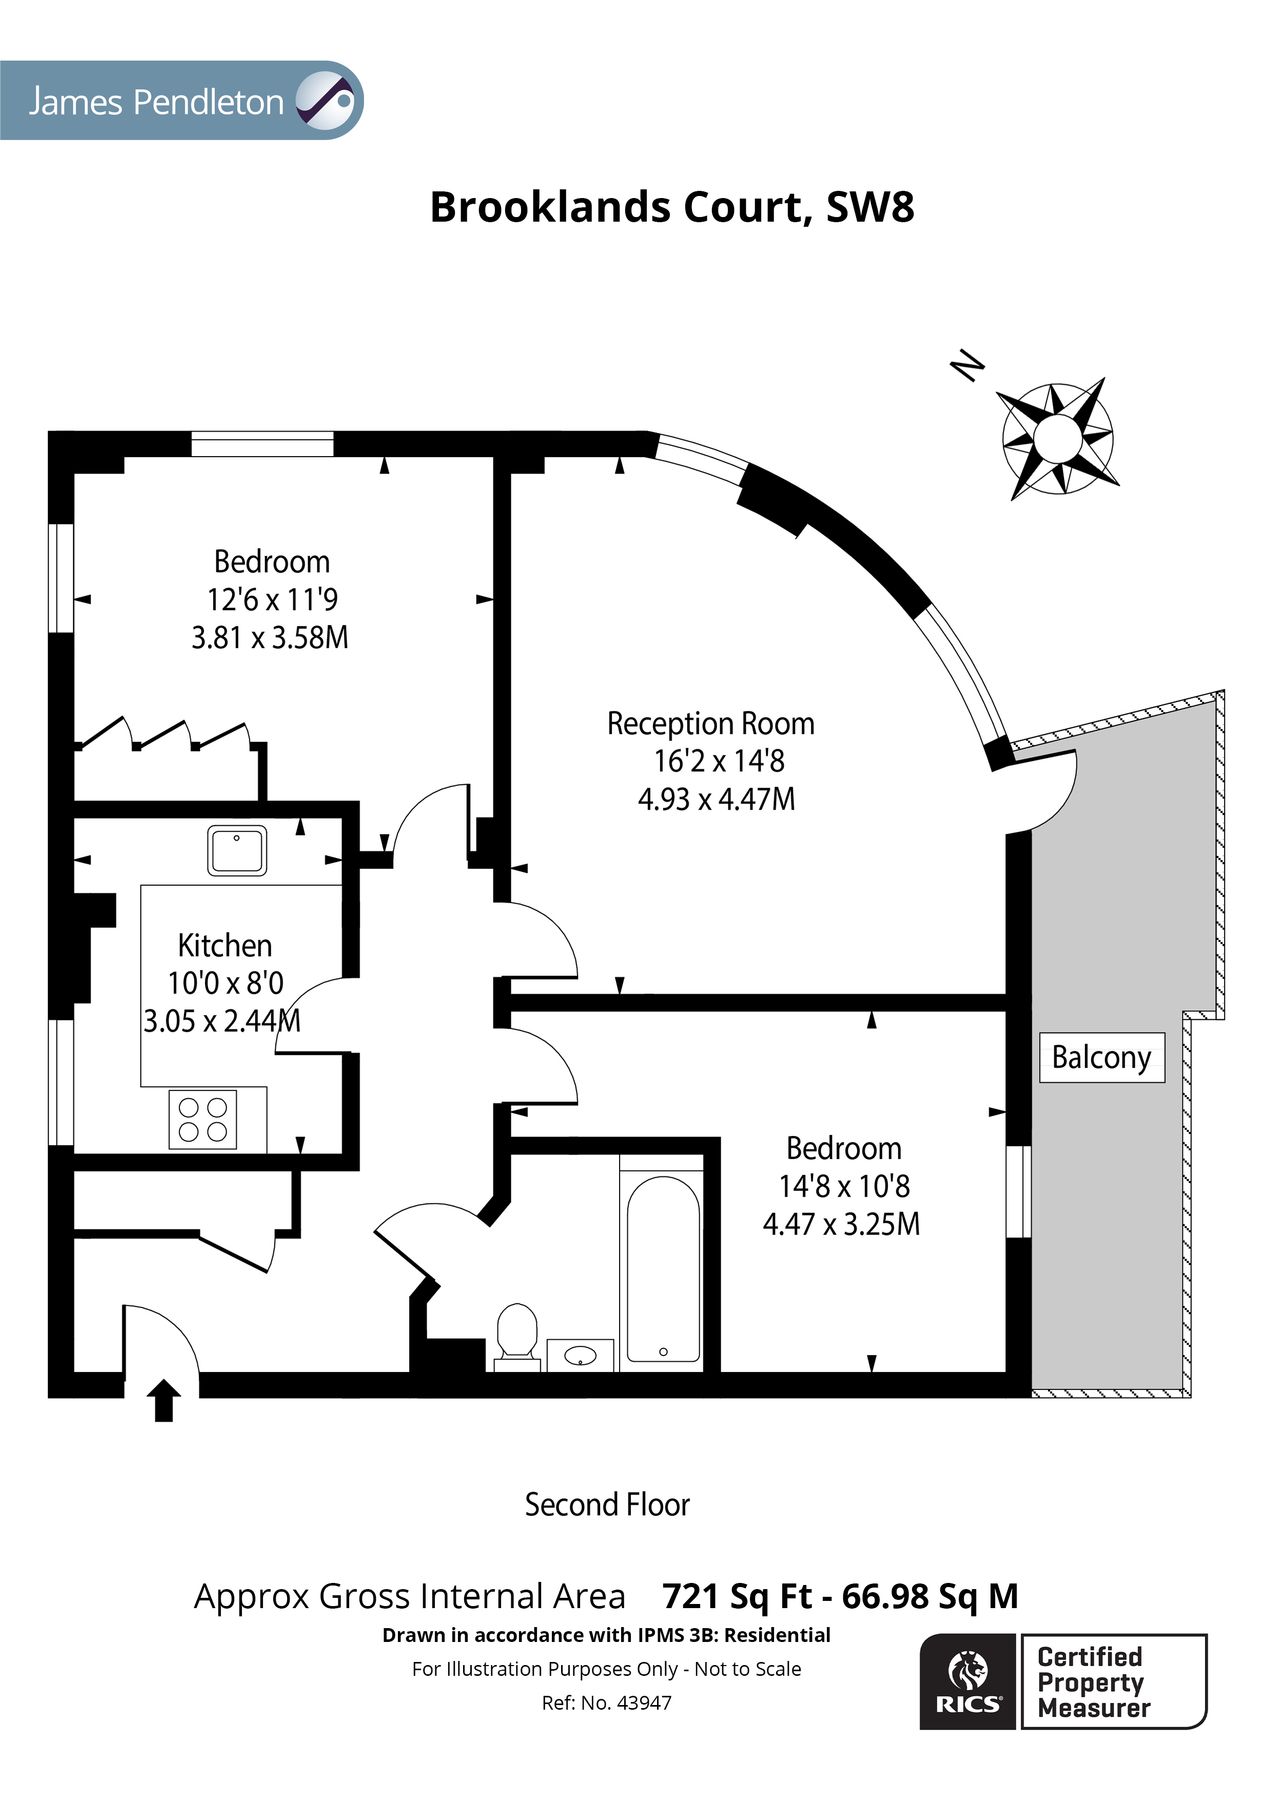 James Pendleton
Brooklands Court, SW8
N
Bedroom
12'6 x 11'9
3.81 x 3.58M
Reception Room
16'2 x 14'8
4.93 x 4.47M
Kitchen
10'0 x 8'0
3.05 x 2.44M
Balcony
Bedroom
14'8 x 10'8
4.47 x 3.25M
Second Floor
Approx Gross Internal Area 721 Sq Ft - 66.98 Sq M
Drawn in accordance with IPMS 3B: Residential
For Illustration Purposes Only - Not to Scale
Ref: No. 43947
RICS®
Certified
Property
Measurer